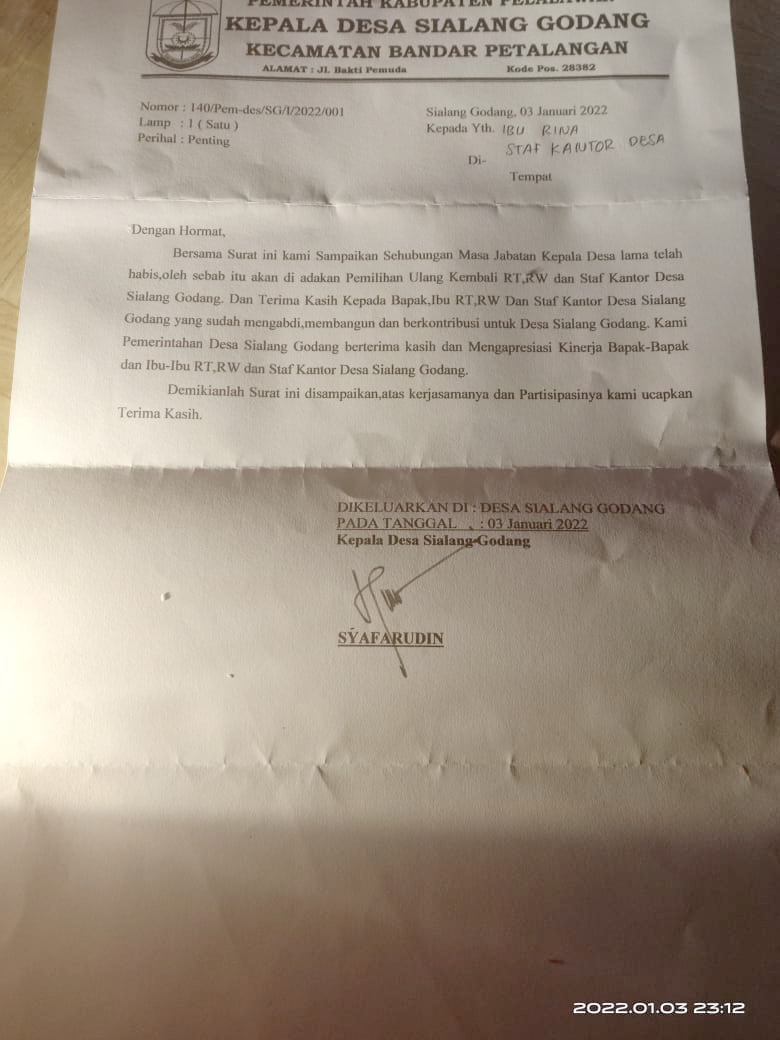 PEMERINTAH KABUPATEN PELALAWAN
KEPALA DESA SIALANG GODANG
KECAMATAN BANDAR PETALANGAN
ALAMAT : Jl. Bakti Pemuda Kode Pos. 28382
Nomor : 140/Pem-des/SG/I/2022/001
Lamp : 1 ( Satu )
Perihal : Penting
Sialang Godang, 03 Januari 2022
Kepada Yth. IBU RINA
STAF KANTOR DESA
Di-
Tempat
Dengan Hormat,
Bersama Surat ini kami Sampaikan Sehubungan Masa Jabatan Kepala Desa lama telah
habis,oleh sebab itu akan di adakan Pemilihan Ulang Kembali RT,RW dan Staf Kantor Desa
Sialang Godang. Dan Terima Kasih Kepada Bapak,Ibu RT,RW Dan Staf Kantor Desa Sialang
Godang yang sudah mengabdi,membangun dan berkontribusi untuk Desa Sialang Godang. Kami
Pemerintahan Desa Sialang Godang berterima kasih dan Mengapresiasi Kinerja Bapak-Bapak
dan Ibu-Ibu RT,RW dan Staf Kantor Desa Sialang Godang.
Demikianlah Surat ini disampaikan,atas kerjasamanya dan Partisipasinya kami ucapkan
Terima Kasih.
DIKELUARKAN DI : DESA SIALANG GODANG
PADA TANGGAL : 03 Januari 2022
Kepala Desa Sialang Godang
SYAFARUDIN
2022.01.03 23:12